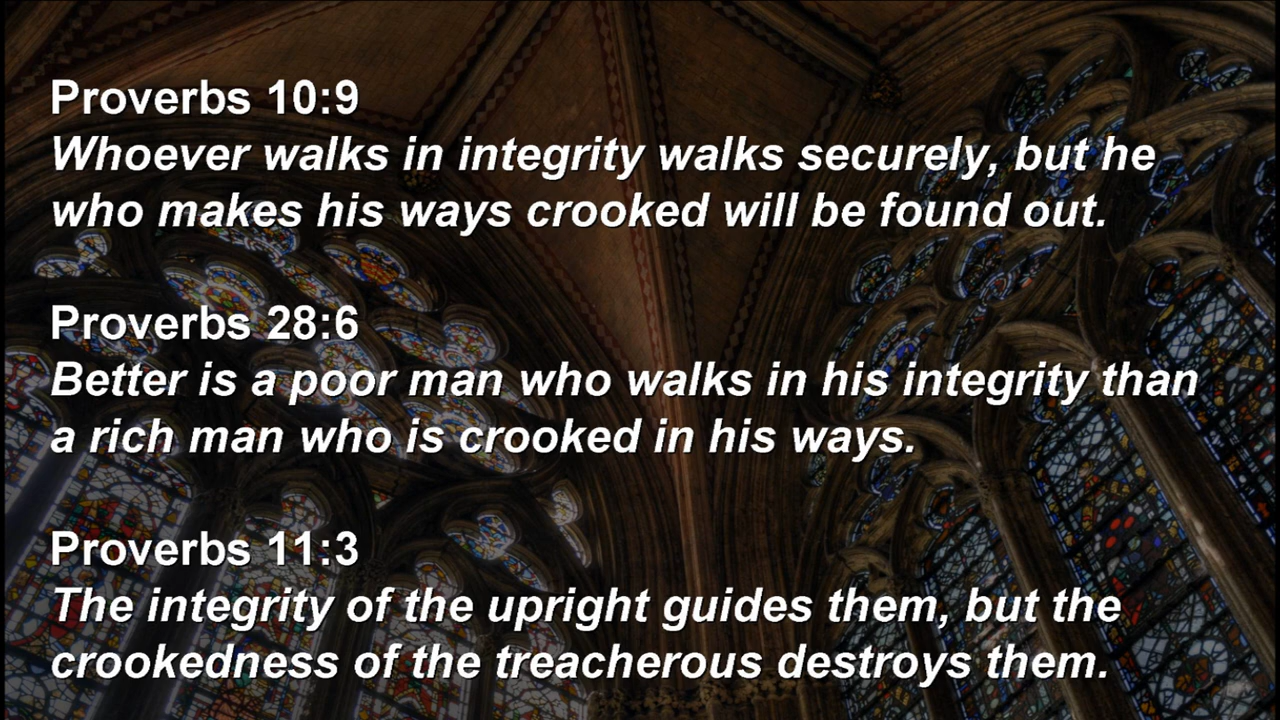 Proverbs 10:9
Whoever walks in integrity walks securely, but he
who makes his ways crooked will be found out.
Proverbs 28:6
Better is a poor man who walks in his integrity than
a rich man who is crooked in his ways.
Proverbs 11:3
The integrity of the upright guides them, but the
crookedness of the treacherous destroys them.